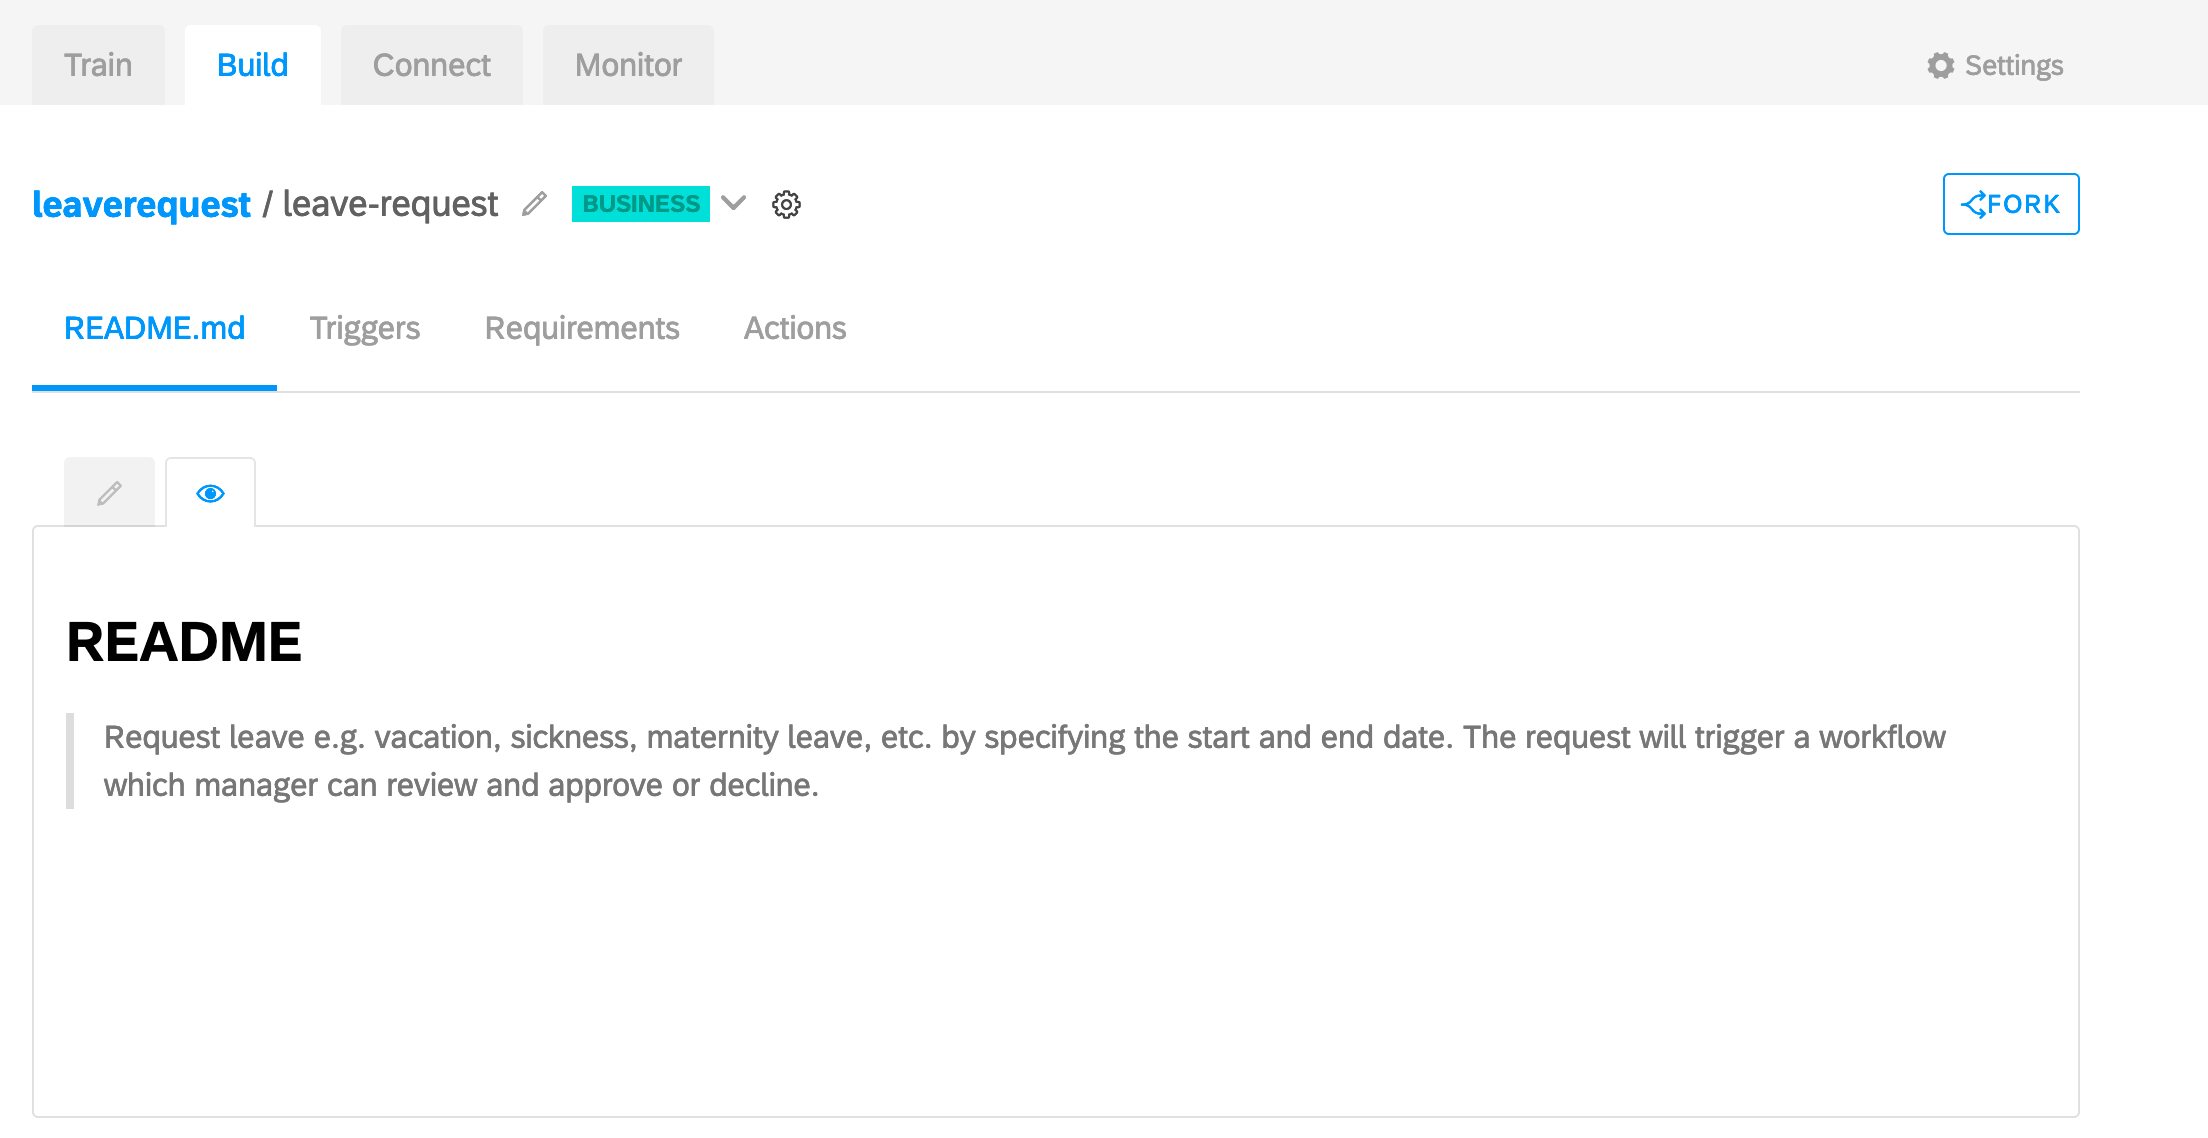 Train Build Connect Monitor Settings
leaverequest / leave-request BUSINESS FORK
README.md Triggers Requirements Actions
README
Request leave e.g. vacation, sickness, maternity leave, etc. by specifying the start and end date. The request will trigger a workflow
which manager can review and approve or decline.